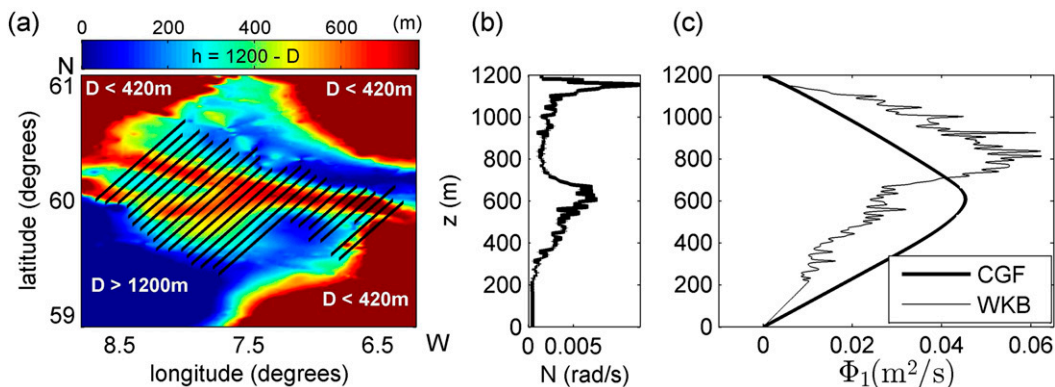 (a)
0 200 400 600 (m)
h = 1200 - D
N
61
60
59
latitude (degrees)
D < 420m
D < 420m
D > 1200m
D < 420m
8.5 7.5 6.5 W
longitude (degrees)
(b)
1200
1000
800
600
400
200
0
z (m)
0 0.005
N (rad/s)
(c)
1200
1000
800
600
400
200
0
CGF
WKB
0 0.02 0.04 0.06
Φ₁(m²/s)